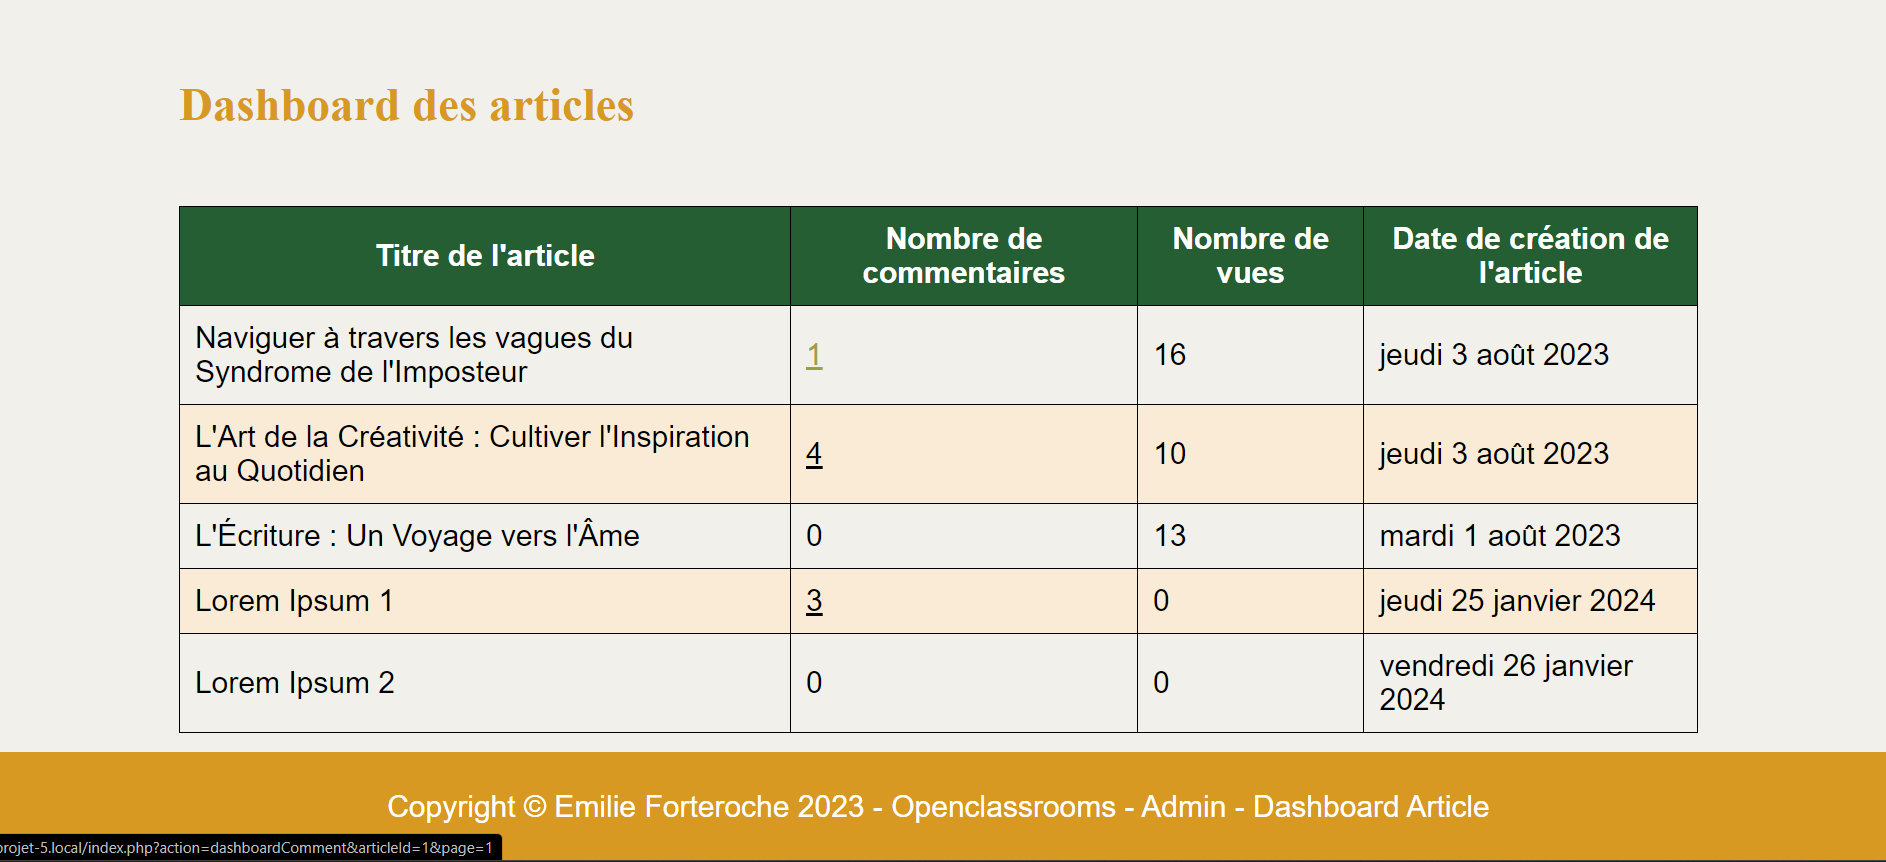 Dashboard des articles
Titre de l'article
Nombre de
commentaires
Nombre de
vues
Date de création de
l'article
Naviguer à travers les vagues du
Syndrome de l'Imposteur
1
16
jeudi 3 août 2023
L'Art de la Créativité : Cultiver l'Inspiration
au Quotidien
4
10
jeudi 3 août 2023
L'Écriture : Un Voyage vers l'Âme
0
13
mardi 1 août 2023
Lorem Ipsum 1
3
0
jeudi 25 janvier 2024
Lorem Ipsum 2
0
0
vendredi 26 janvier
2024
Copyright © Emilie Forteroche 2023 - Openclassrooms - Admin - Dashboard Article
projet-5.local/index.php?action=dashboardComment&articleId=1&page=1